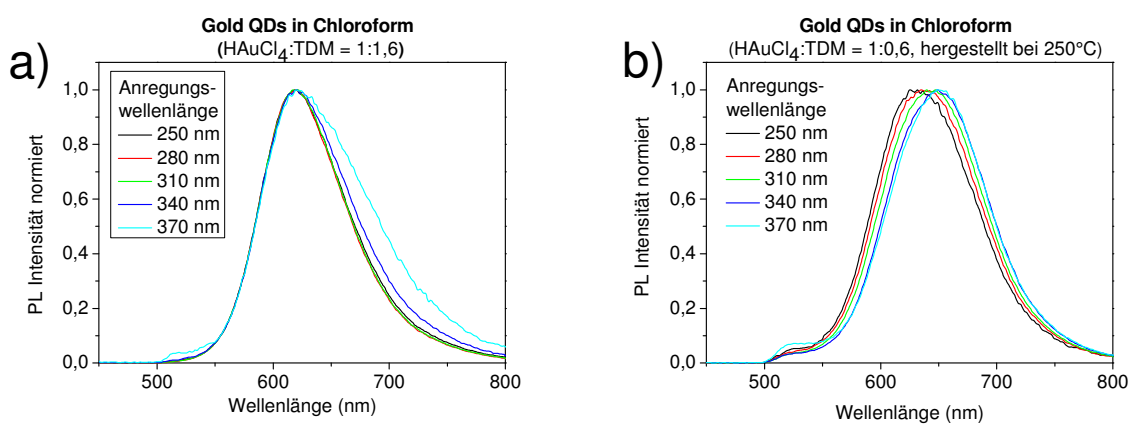 a)
Gold QDs in Chloroform
(HAuCl4:TDM = 1:1,6)
Anregungs-
wellenlänge
250 nm
280 nm
310 nm
340 nm
370 nm
PL Intensität normiert
1,0
0,8
0,6
0,4
0,2
0,0
500 600 700 800
Wellenlänge (nm)
b)
Gold QDs in Chloroform
(HAuCl4:TDM = 1:0,6, hergestellt bei 250°C)
Anregungs-
wellenlänge
250 nm
280 nm
310 nm
340 nm
370 nm
PL Intensität normiert
1,0
0,8
0,6
0,4
0,2
0,0
500 600 700 800
Wellenlänge (nm)